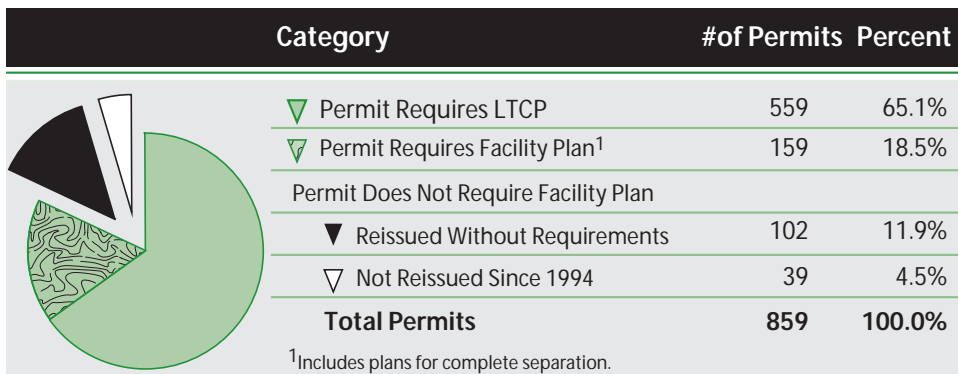 Category #of Permits Percent
Permit Requires LTCP 559 65.1%
Permit Requires Facility Plan1 159 18.5%
Permit Does Not Require Facility Plan
Reissued Without Requirements 102 11.9%
Not Reissued Since 1994 39 4.5%
Total Permits 859 100.0%
1Includes plans for complete separation.